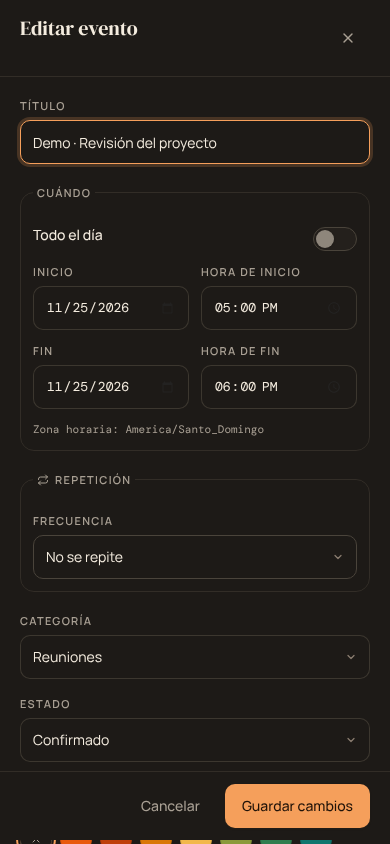 Editar evento
TÍTULO
Demo · Revisión del proyecto
CUÁNDO
Todo el día
INICIO HORA DE INICIO
11/25/2026 05:00 PM
FIN HORA DE FIN
11/25/2026 06:00 PM
Zona horaria: America/Santo_Domingo
REPETICIÓN
FRECUENCIA
No se repite
CATEGORÍA
Reuniones
ESTADO
Confirmado
Cancelar Guardar cambios